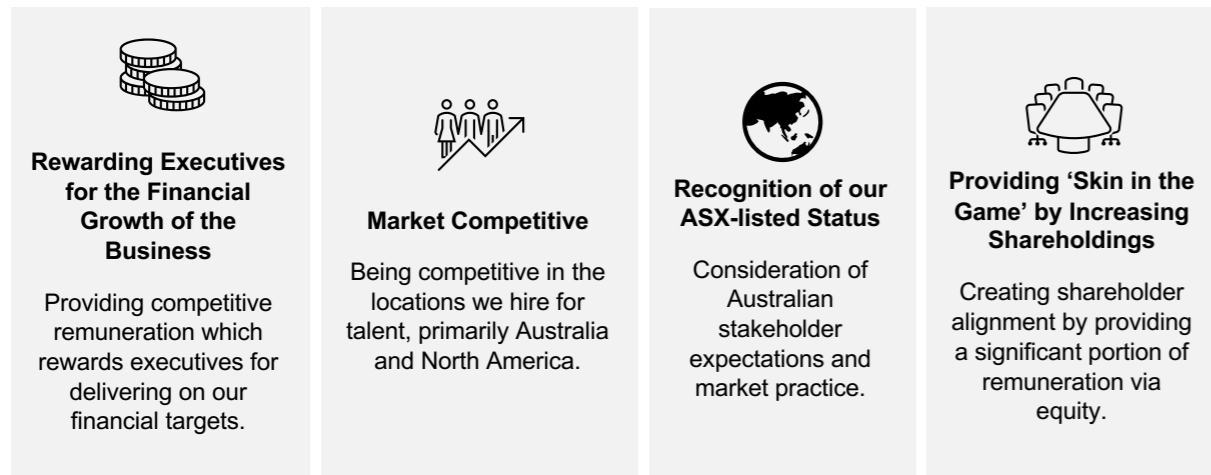 Rewarding Executives
for the Financial
Growth of the
Business
Providing competitive
remuneration which
rewards executives for
delivering on our
financial targets.
Market Competitive
Being competitive in the
locations we hire for
talent, primarily Australia
and North America.
Recognition of our
ASX-listed Status
Consideration of
Australian
stakeholder
expectations and
market practice.
Providing ‘Skin in the
Game’ by Increasing
Shareholdings
Creating shareholder
alignment by providing
a significant portion of
remuneration via
equity.